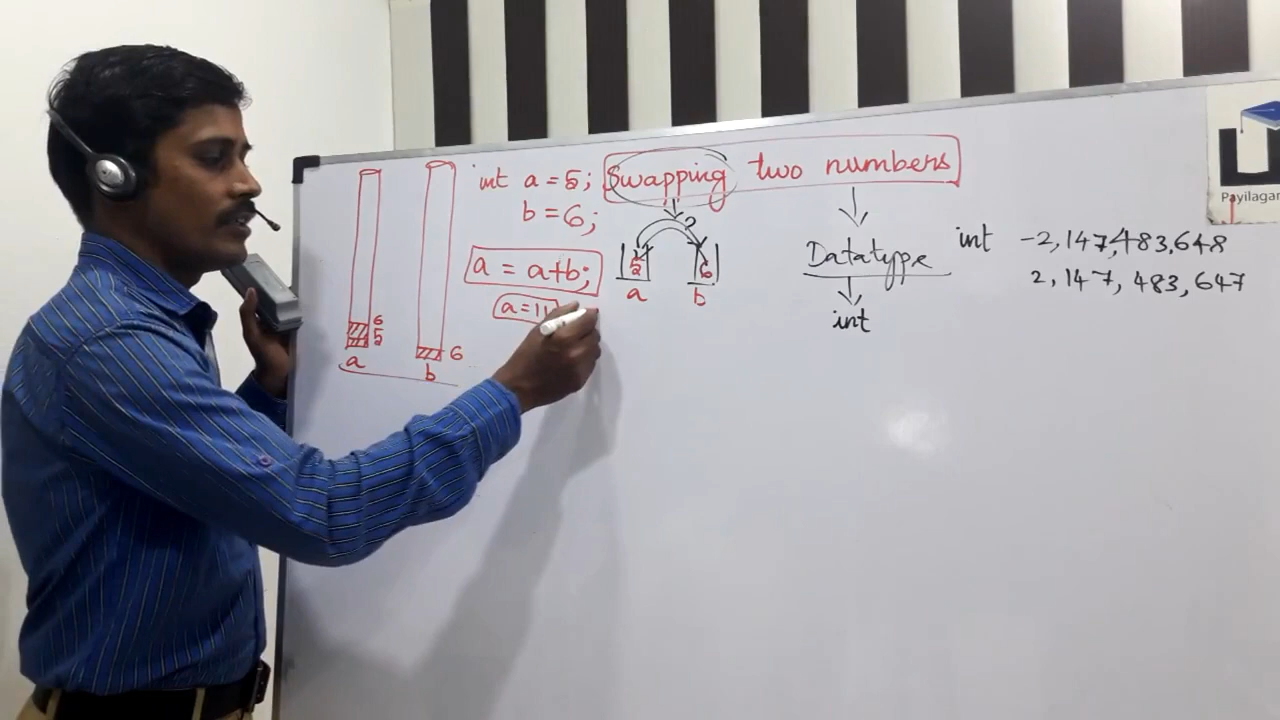 int a = 5;
b = 6;
Swapping two numbers
a = a+b;
a = 11
6
5
a
6
b
?
5
6
a
b
Datatype
int
int -2,147,483,648
2,147,483,647
Payilagam